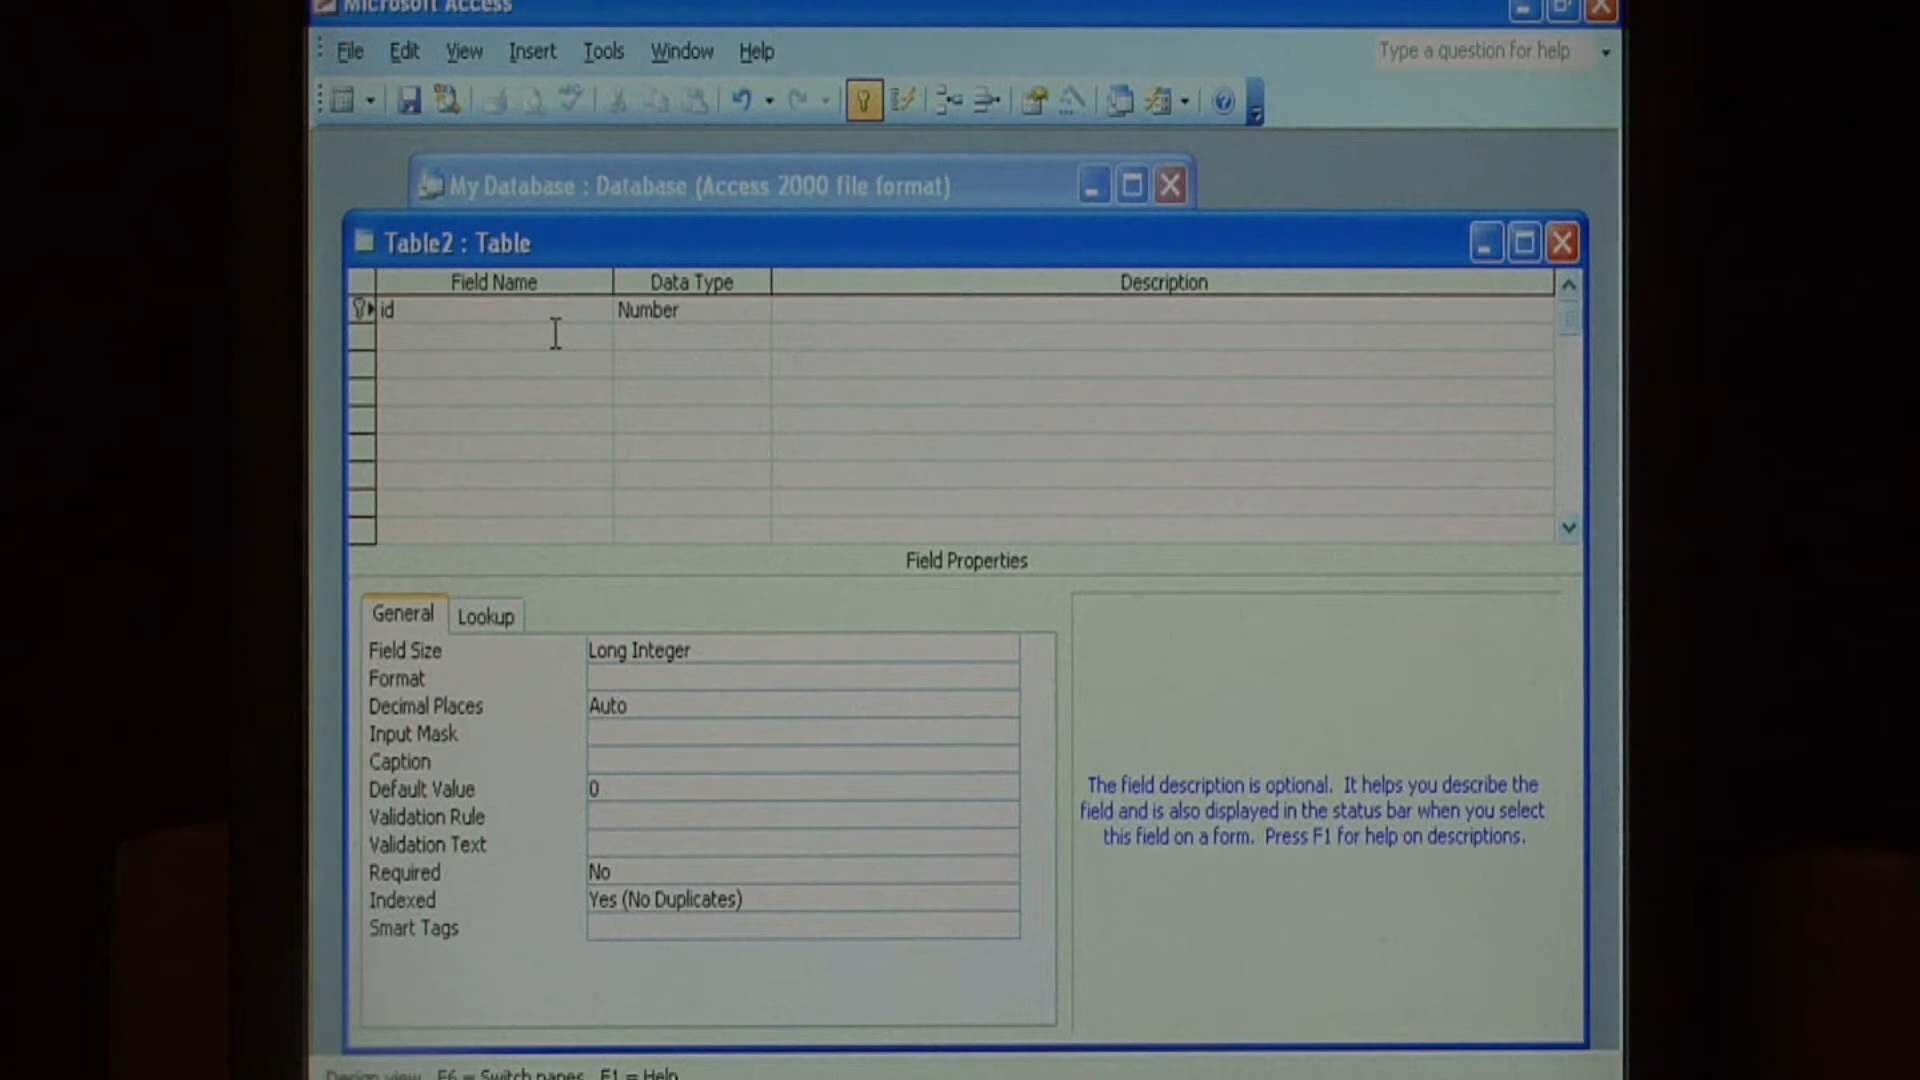 Microsoft Access
File Edit View Insert Tools Window Help
Type a question for help
My Database : Database (Access 2000 file format)
Table2 : Table
Field Name Data Type Description
id Number
Field Properties
General Lookup
Field Size Long Integer
Format
Decimal Places Auto
Input Mask
Caption
Default Value 0
Validation Rule
Validation Text
Required No
Indexed Yes (No Duplicates)
Smart Tags
The field description is optional. It helps you describe the
field and is also displayed in the status bar when you select
this field on a form. Press F1 for help on descriptions.
Design view. F6 = Switch panes. F1 = Help.